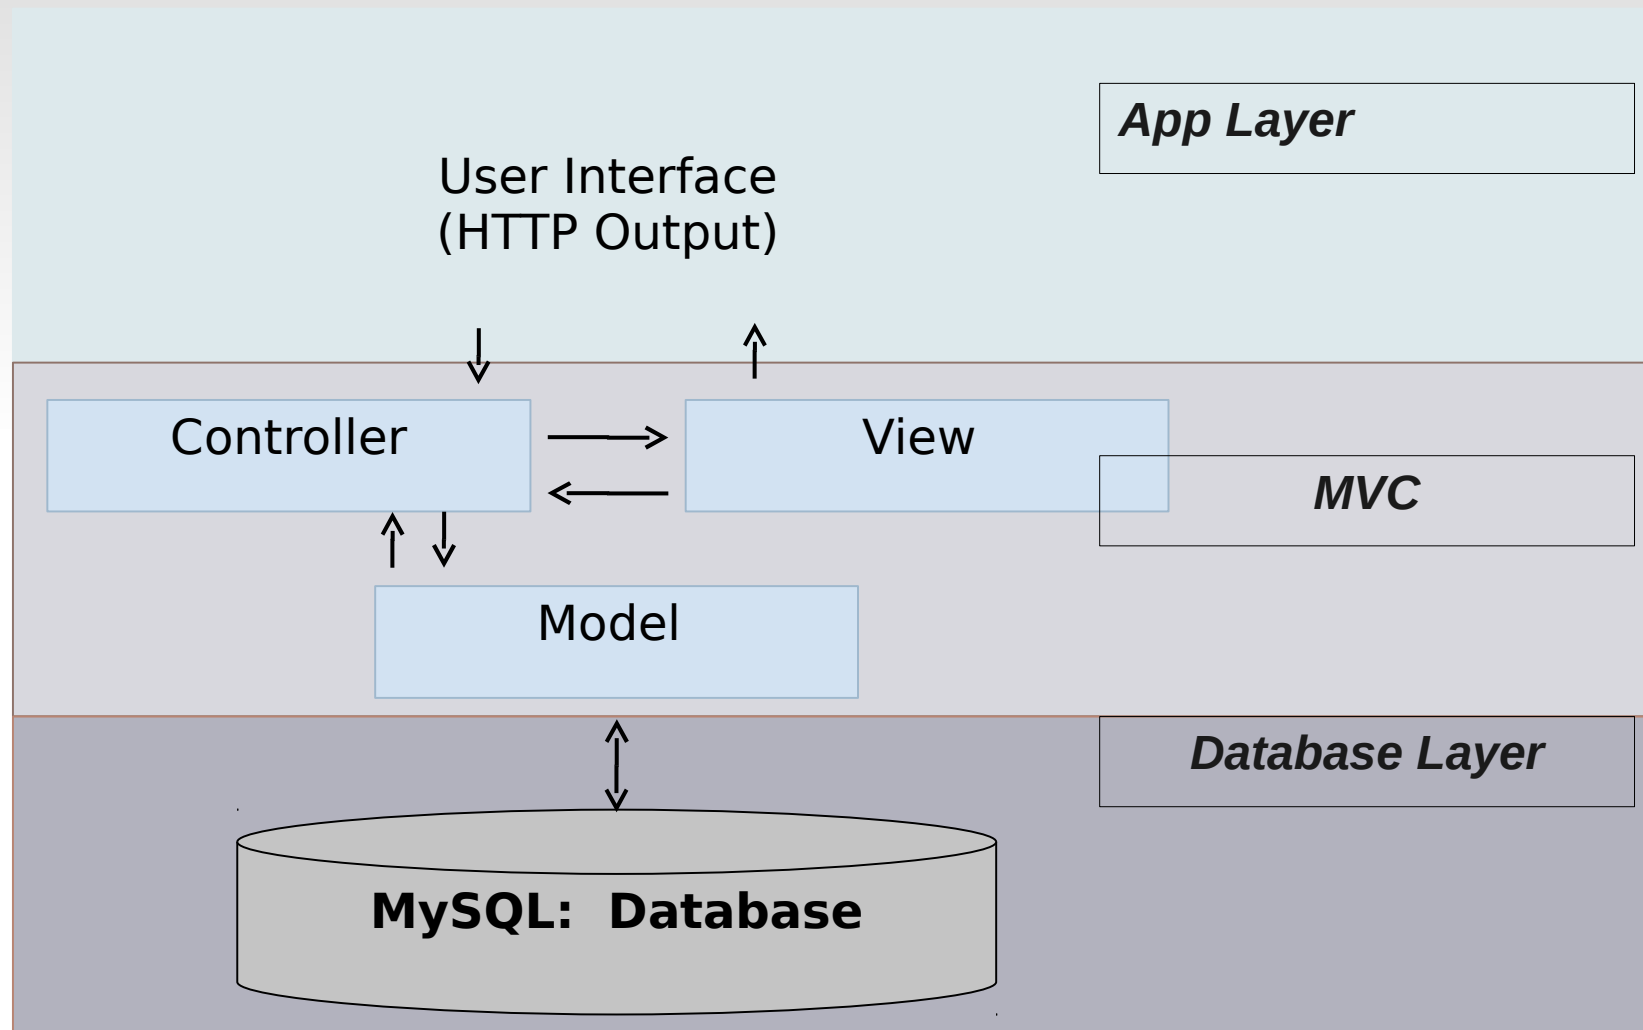 App Layer
User Interface
(HTTP Output)
Controller
View
MVC
Model
Database Layer
MySQL:  Database